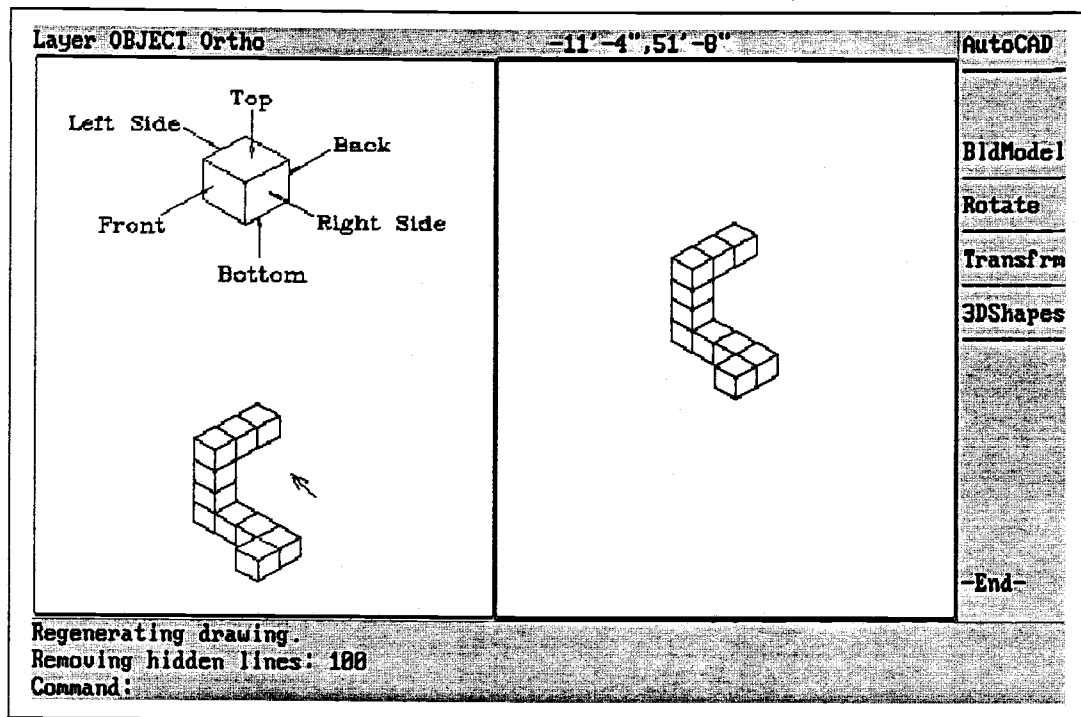 Layer OBJECT Ortho
-11'-4",51'-8"
AutoCAD
Top
Left Side
Back
Front
Right Side
Bottom
BldModel
Rotate
Transfrm
3DShapes
-End-
Regenerating drawing.
Removing hidden lines: 100
Command: